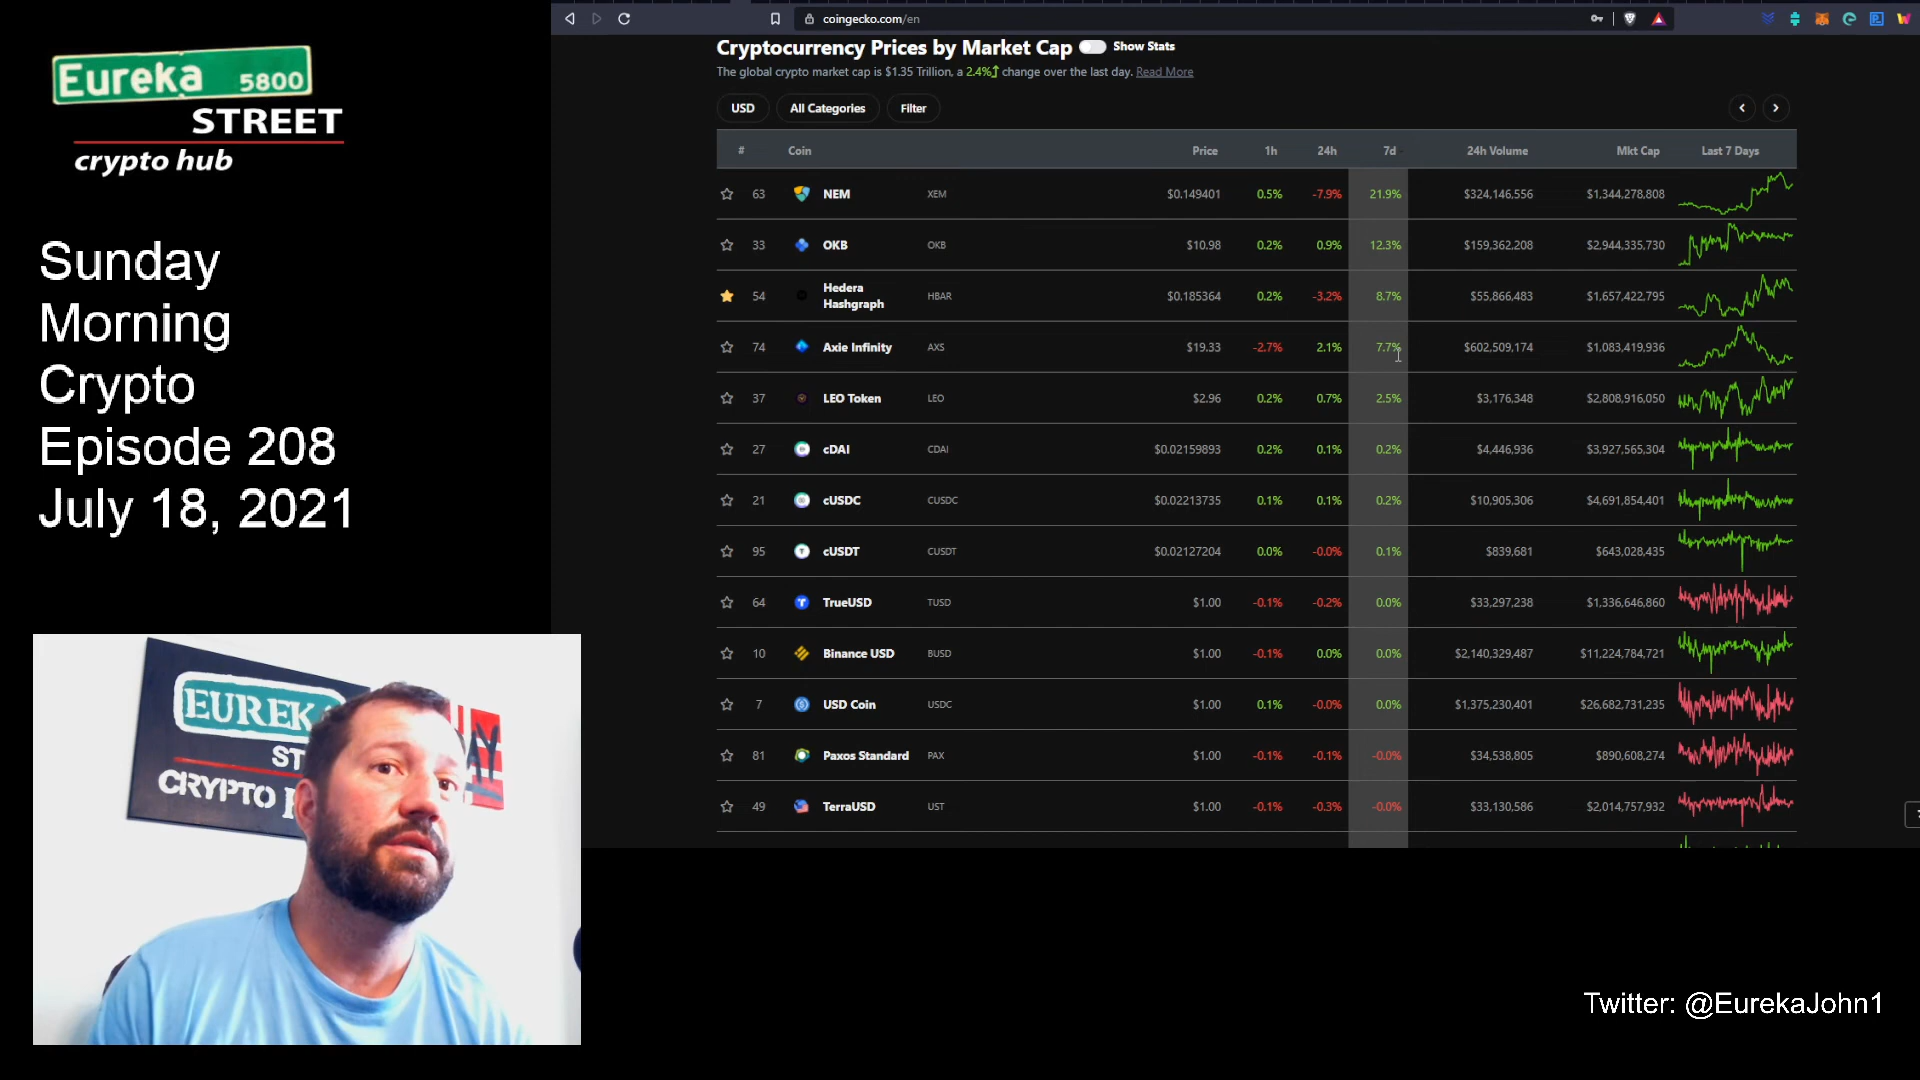 Eureka 5800
STREET
crypto hub
Sunday
Morning
Crypto
Episode 208
July 18, 2021
coingecko.com/en
Cryptocurrency Prices by Market Cap Show Stats
The global crypto market cap is $1.35 Trillion, a 2.4% change over the last day. Read More
USD All Categories Filter
# Coin Price 1h 24h 7d 24h Volume Mkt Cap Last 7 Days
63 NEM XEM $0.149401 0.5% -7.9% 21.9% $324,146,556 $1,344,278,808
33 OKB OKB $10.98 0.2% 0.9% 12.3% $159,362,208 $2,944,335,730
54 Hedera Hashgraph HBAR $0.185364 0.2% -3.2% 8.7% $55,866,483 $1,657,422,795
74 Axie Infinity AXS $19.33 -2.7% 2.1% 7.7% $602,509,174 $1,083,419,936
37 LEO Token LEO $2.96 0.2% 0.7% 2.5% $3,176,348 $2,808,916,050
27 cDAI CDAI $0.02159893 0.2% 0.1% 0.2% $4,446,936 $3,927,565,304
21 cUSDC CUSDC $0.02213735 0.1% 0.1% 0.2% $10,905,306 $4,691,854,401
95 cUSDT CUSDT $0.02127204 0.0% -0.0% 0.1% $839,681 $643,028,435
64 TrueUSD TUSD $1.00 -0.1% -0.2% 0.0% $33,297,238 $1,336,646,860
10 Binance USD BUSD $1.00 -0.1% 0.0% 0.0% $2,140,329,487 $11,224,784,721
7 USD Coin USDC $1.00 0.1% -0.0% 0.0% $1,375,230,401 $26,682,731,235
81 Paxos Standard PAX $1.00 -0.1% -0.1% -0.0% $34,538,805 $890,608,274
49 TerraUSD UST $1.00 -0.1% -0.3% -0.0% $33,130,586 $2,014,757,932
EUREKA
ST
CRYPTO
Twitter: @EurekaJohn1